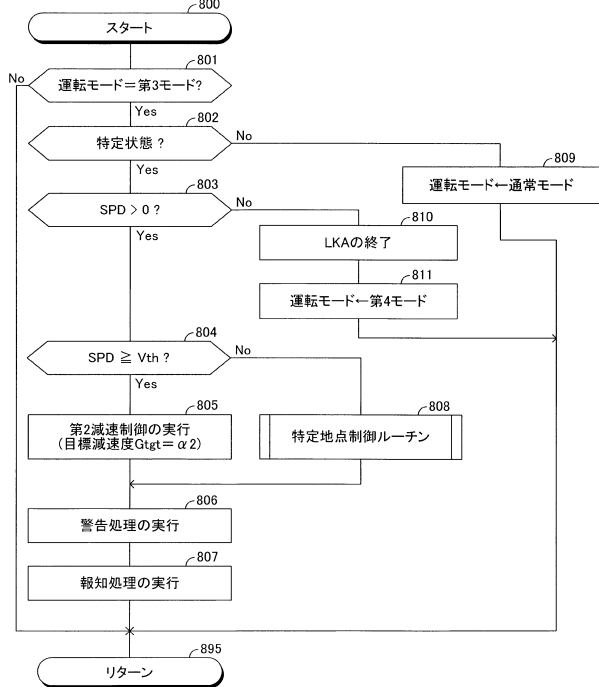 800
スタート
801
No
運転モード＝第3モード?
Yes
802
特定状態 ?
No
Yes
809
運転モード←通常モード
803
SPD > 0 ?
No
Yes
810
LKAの終了
811
運転モード←第4モード
804
SPD ≧ Vth ?
No
Yes
805
第2減速制御の実行
(目標減速度Gtgt＝α2)
808
特定地点制御ルーチン
806
警告処理の実行
807
報知処理の実行
895
リターン